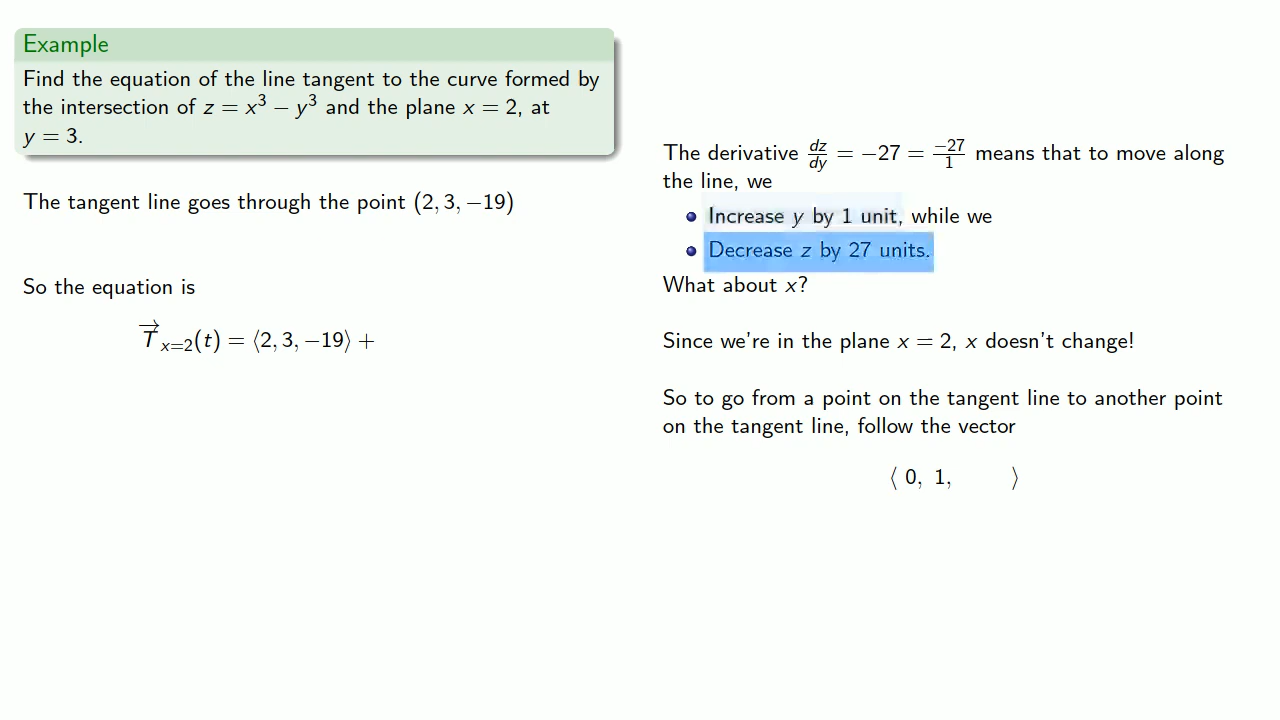 Example
Find the equation of the line tangent to the curve formed by
the intersection of z = x³ − y³ and the plane x = 2, at
y = 3.
The tangent line goes through the point (2, 3, −19)
So the equation is
T⃗ₓ₌₂(t) = ⟨2, 3, −19⟩ +
The derivative dz/dy = −27 = −27/1 means that to move along
the line, we
• Increase y by 1 unit, while we
• Decrease z by 27 units.
What about x?
Since we're in the plane x = 2, x doesn't change!
So to go from a point on the tangent line to another point
on the tangent line, follow the vector
⟨ 0, 1, ⟩